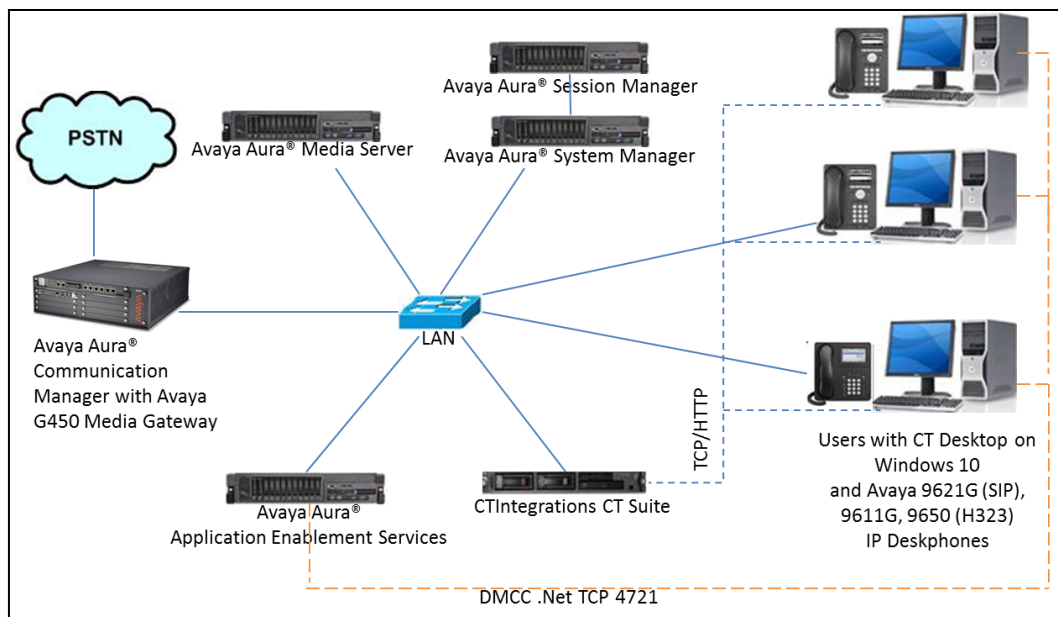 Avaya Aura® Session Manager
PSTN
Avaya Aura® Media Server
Avaya Aura® System Manager
AVAYA
LAN
Avaya Aura®
Communication
Manager with Avaya
G450 Media Gateway
TCP/HTTP
Users with CT Desktop on
Windows 10
and Avaya 9621G (SIP),
9611G, 9650 (H323)
IP Deskphones
Avaya Aura®
Application Enablement Services
CTIntegrations CT Suite
DMCC .Net TCP 4721